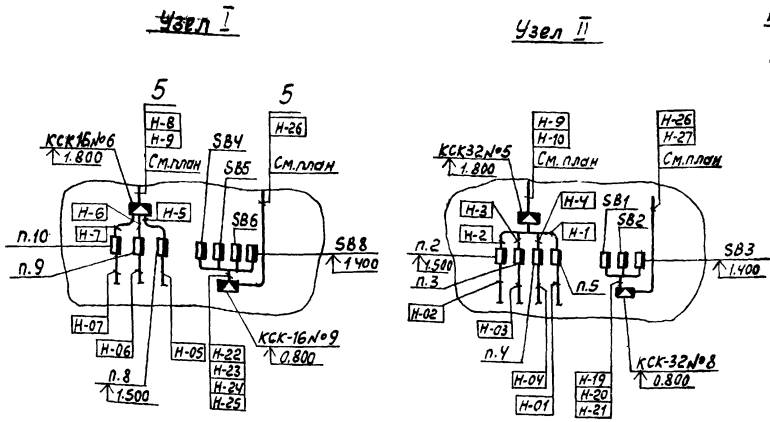 Узел I
5
5
H-8
H-9
См.план
H-26
См.план
КСК16№6
1.800
SB4
SB5
SB6
H-6
H-5
H-7
п.10
п.9
SB8
1400
H-07
H-06
H-05
п.8
1.500
H-22
H-23
H-24
H-25
КСК-16№9
0.800
Узел II
H-9
H-10
См.план
H-26
H-27
См.план
КСК32№5
1.800
H-3
H-4
SB1
H-2
H-1
SB2
п.2
1.500
п.3
SB3
1.400
п.5
H-02
H-03
п.4
H-04
H-01
H-19
H-20
H-21
КСК-32№8
0.800